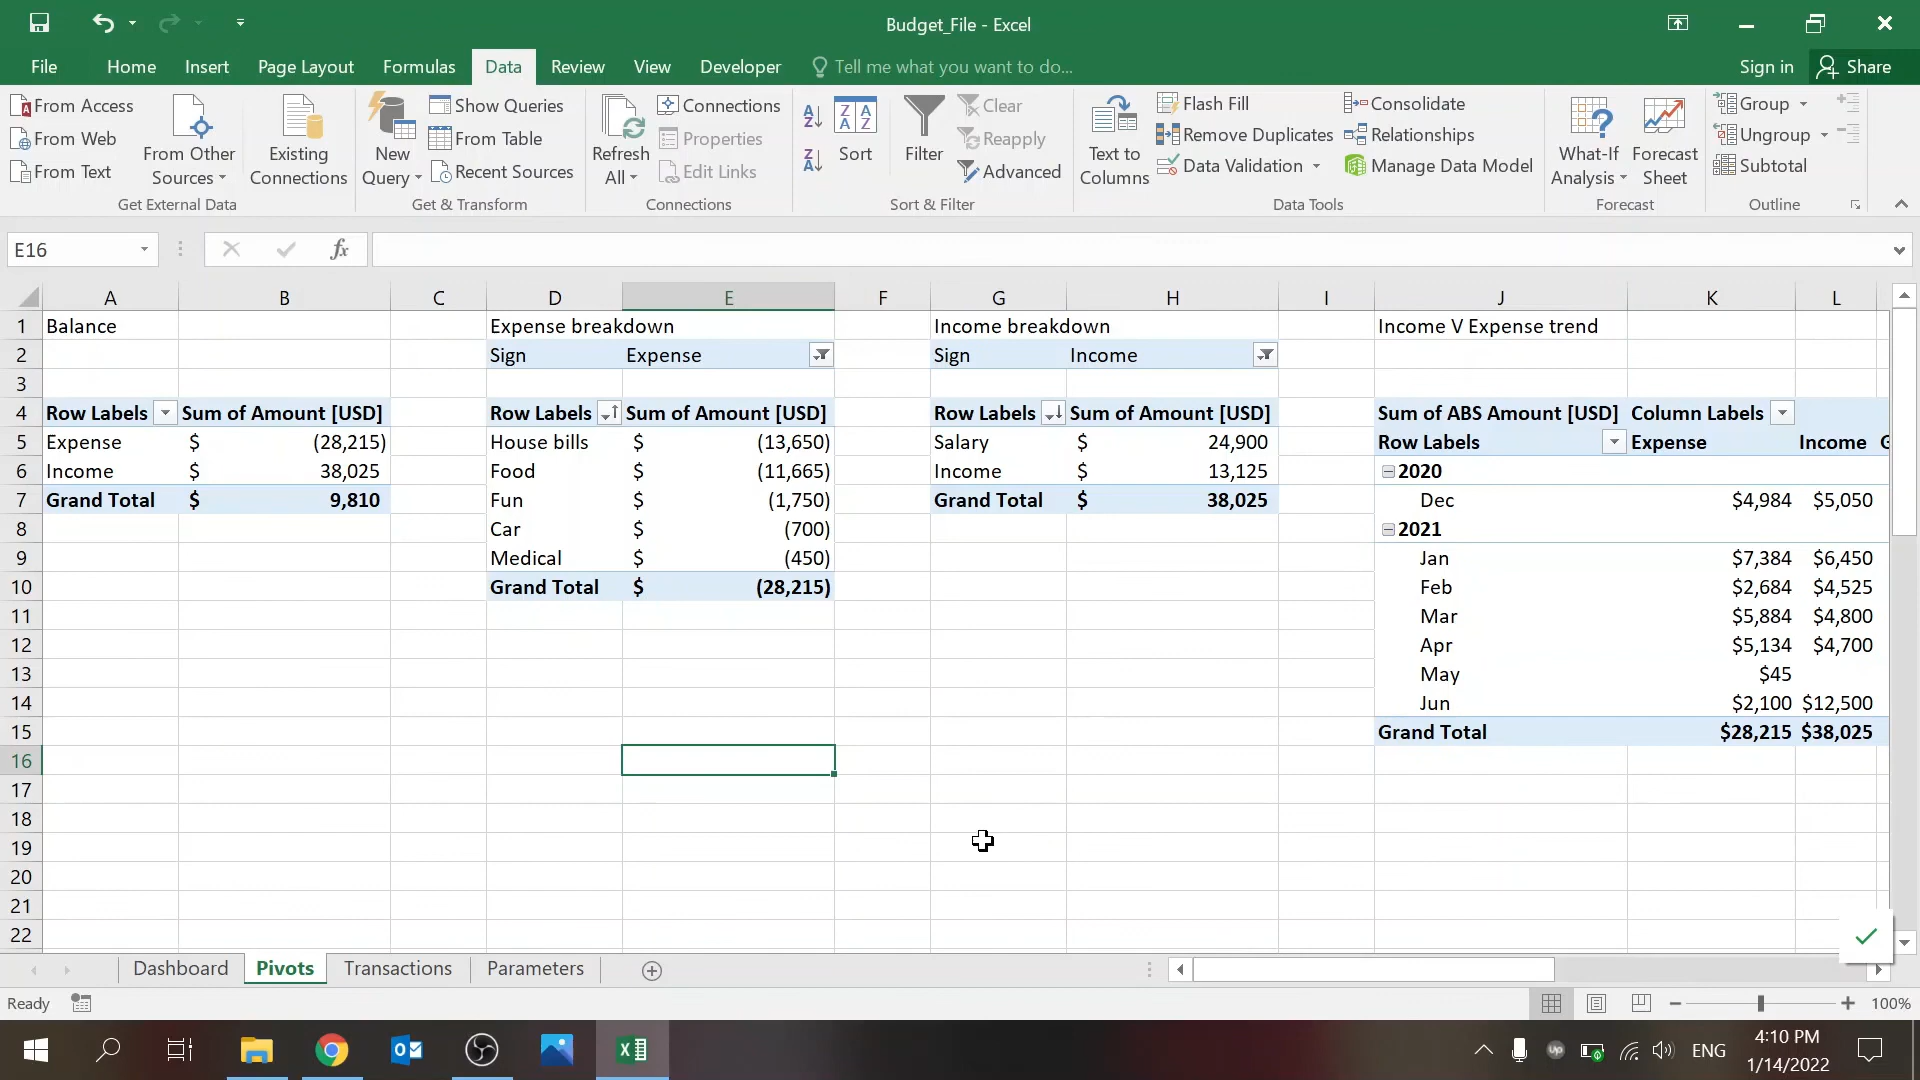 Budget_File - Excel
File Home Insert Page Layout Formulas Data Review View Developer Tell me what you want to do... Sign in Share
From Access
From Web
From Text
From Other Sources
Existing Connections
Get External Data
New Query
Show Queries
From Table
Recent Sources
Get & Transform
Refresh All
Connections
Properties
Edit Links
Connections
Sort
Filter
Clear
Reapply
Advanced
Sort & Filter
Text to Columns
Flash Fill
Remove Duplicates
Data Validation
Consolidate
Relationships
Manage Data Model
Data Tools
What-If Analysis
Forecast Sheet
Forecast
Group
Ungroup
Subtotal
Outline
E16 fx
A B C D E F G H I J K L
1 Balance Expense breakdown Income breakdown Income V Expense trend
2 Sign Expense Sign Income
3
4 Row Labels Sum of Amount [USD] Row Labels Sum of Amount [USD] Row Labels Sum of Amount [USD] Sum of ABS Amount [USD] Column Labels
5 Expense $ (28,215) House bills $ (13,650) Salary $ 24,900 Row Labels Expense Income
6 Income $ 38,025 Food $ (11,665) Income $ 13,125 2020
7 Grand Total $ 9,810 Fun $ (1,750) Grand Total $ 38,025 Dec $4,984 $5,050
8 Car $ (700) 2021
9 Medical $ (450) Jan $7,384 $6,450
10 Grand Total $ (28,215) Feb $2,684 $4,525
11 Mar $5,884 $4,800
12 Apr $5,134 $4,700
13 May $45
14 Jun $2,100 $12,500
15 Grand Total $28,215 $38,025
16
17
18
19
20
21
22
Dashboard Pivots Transactions Parameters
Ready 100%
ENG 4:10 PM
1/14/2022